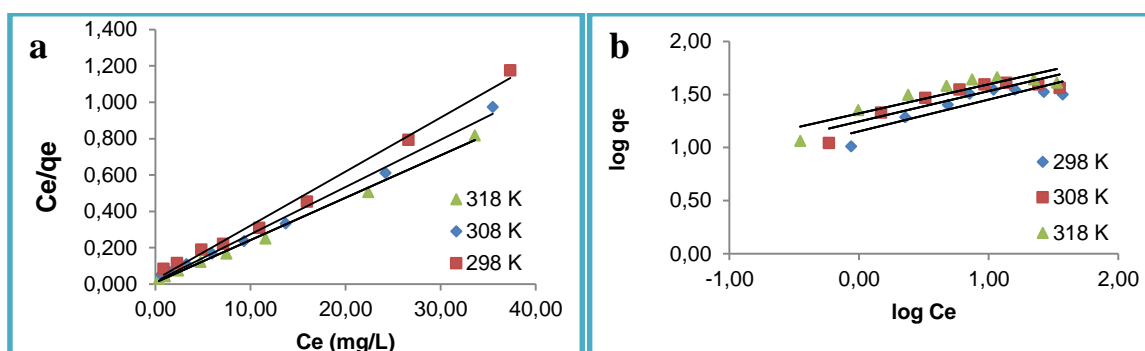 a
Ce/qe
1,400
1,200
1,000
0,800
0,600
0,400
0,200
0,000
318 K
308 K
298 K
0,00 10,00 20,00 30,00 40,00
Ce (mg/L)
b
log qe
2,00
1,50
1,00
0,50
0,00
298 K
308 K
318 K
-1,00 0,00 1,00 2,00
log Ce